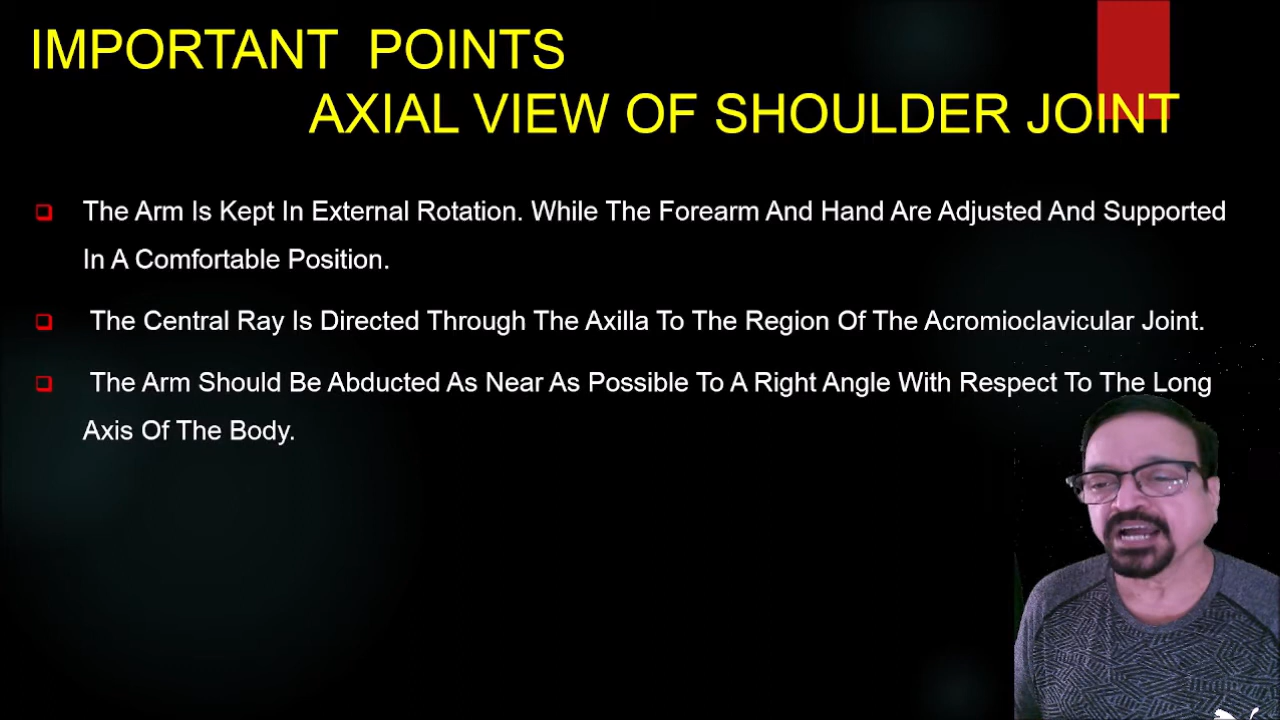 IMPORTANT POINTS
AXIAL VIEW OF SHOULDER JOINT
The Arm Is Kept In External Rotation. While The Forearm And Hand Are Adjusted And Supported
In A Comfortable Position.
The Central Ray Is Directed Through The Axilla To The Region Of The Acromioclavicular Joint.
The Arm Should Be Abducted As Near As Possible To A Right Angle With Respect To The Long
Axis Of The Body.